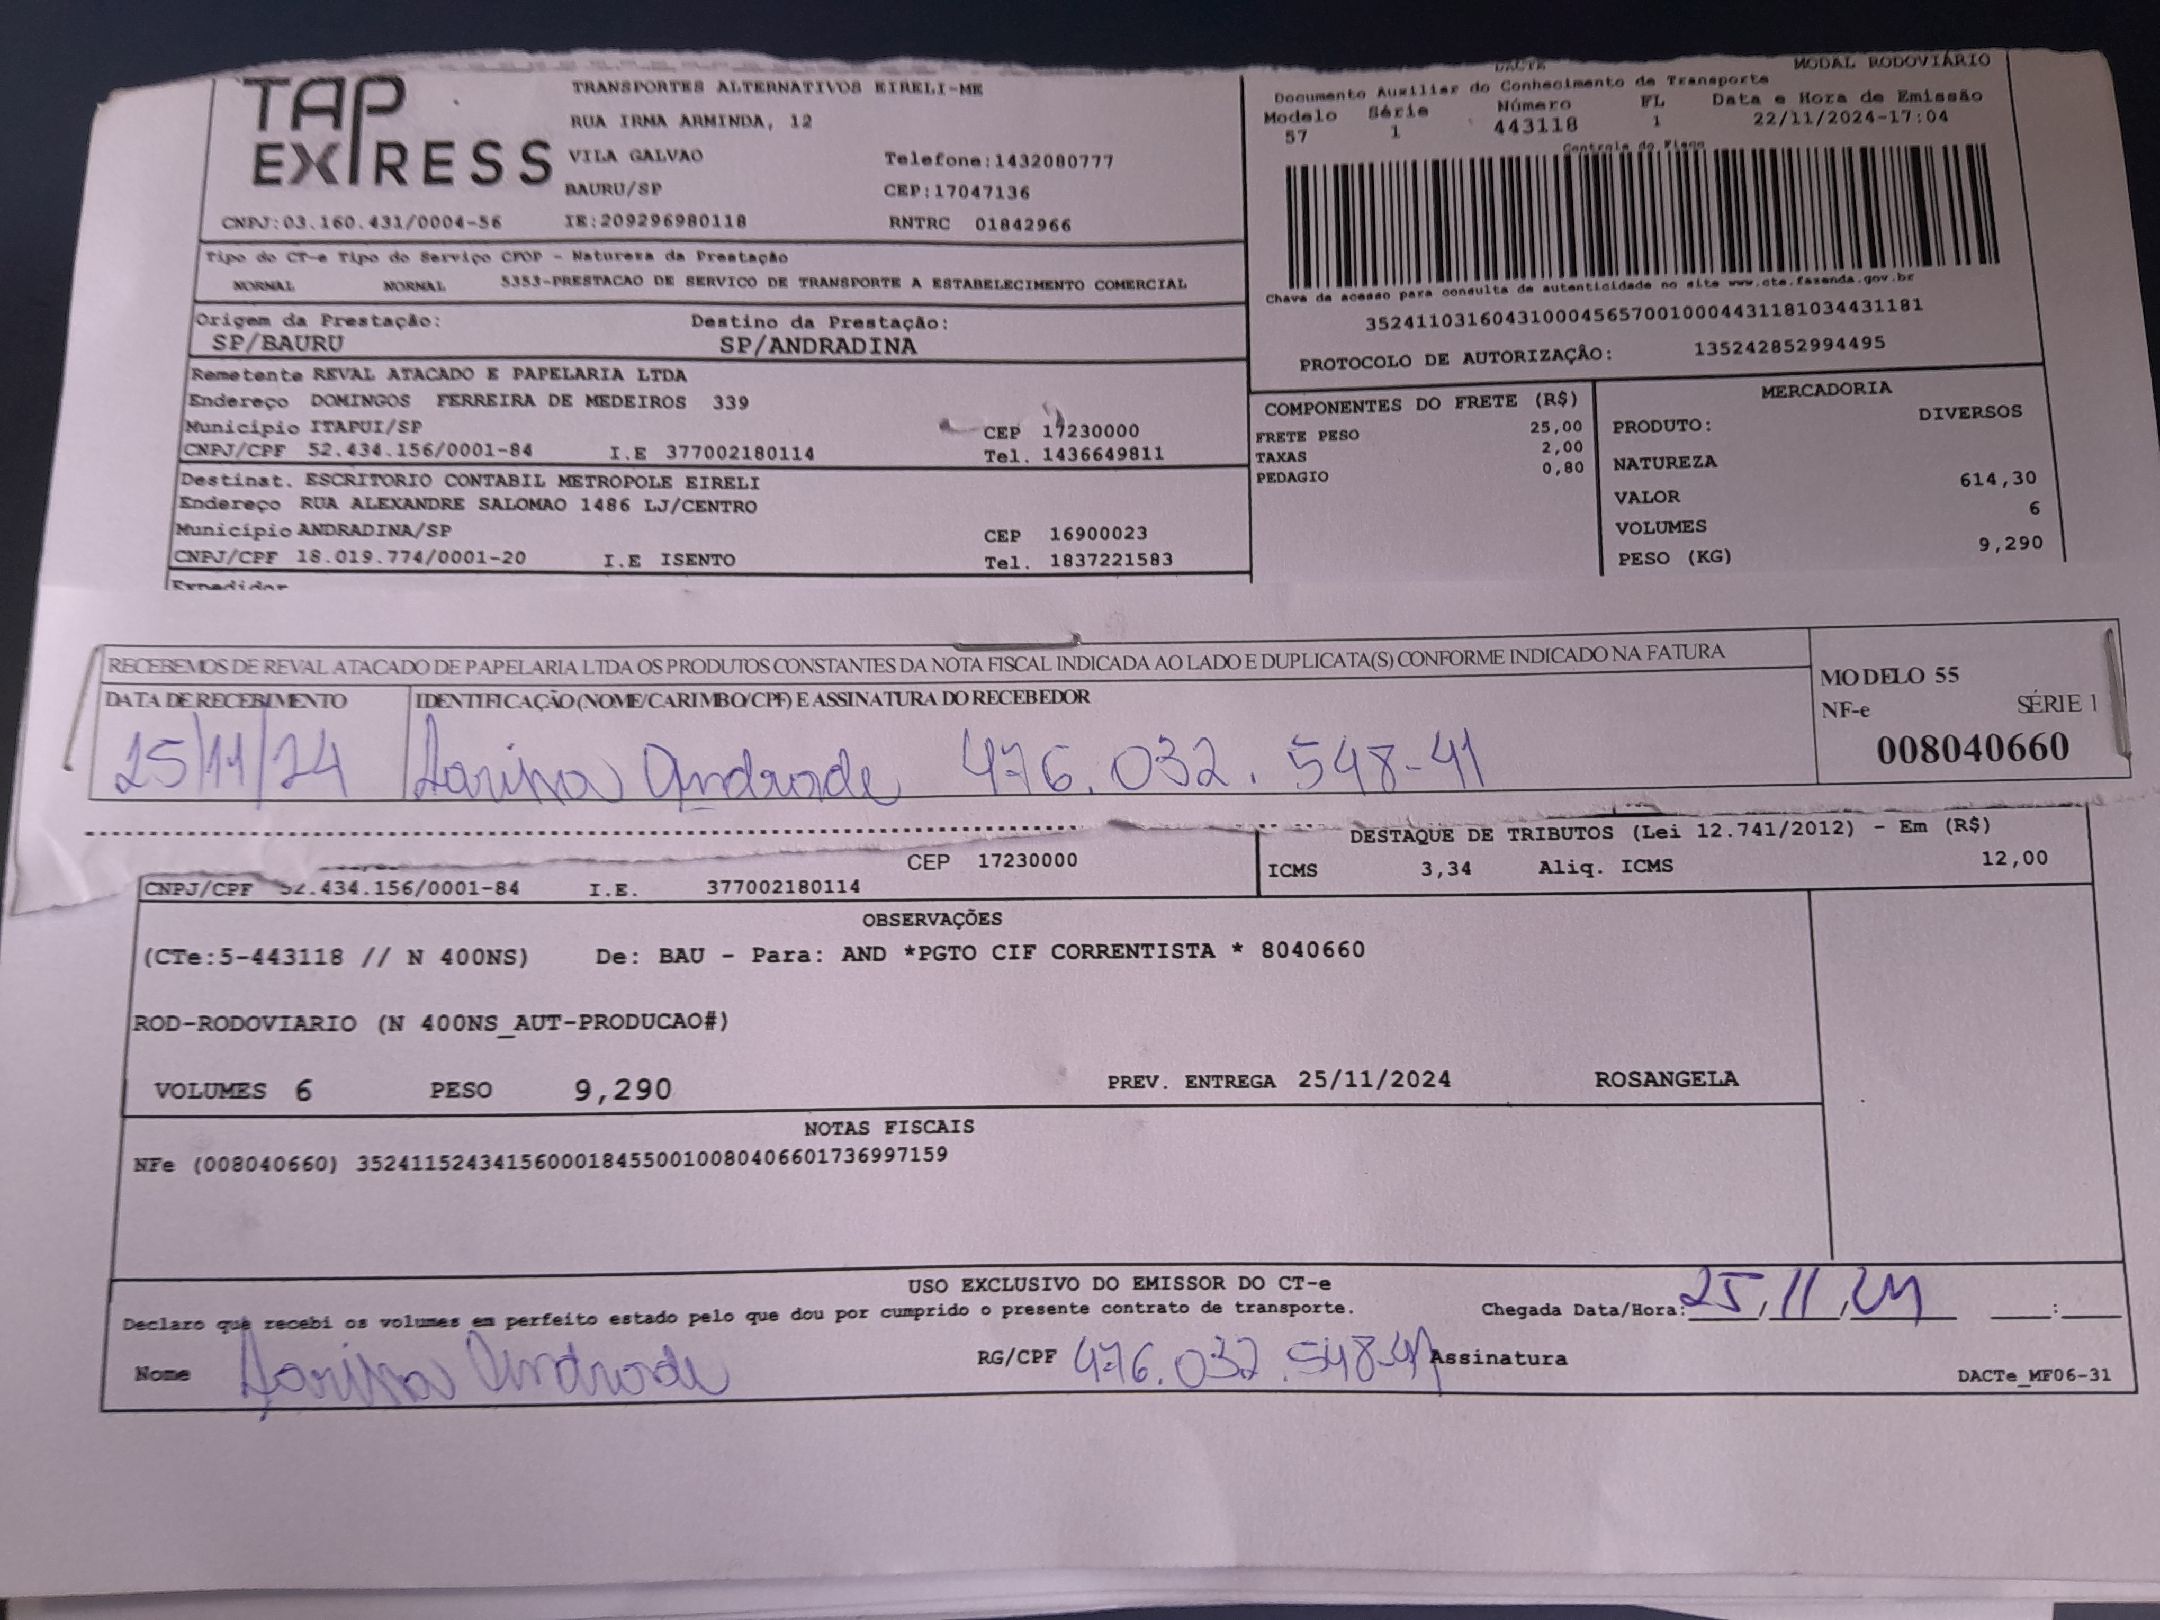 TAP
EXPRESS
TRANSPORTES ALTERNATIVOS EIRELI-ME
RUA IRMA ARMINDA, 12
VILA GALVAO Telefone:1432080777
BAURU/SP CEP:17047136
CNPJ:03.160.431/0004-56 IE:209296980118 RNTRC 01842966
DACTE MODAL RODOVIÁRIO
Documento Auxiliar do Conhecimento de Transporte
Modelo Série Número FL Data e Hora de Emissão
57 1 443118 1 22/11/2024-17:04
Controle do Fisco
Chave de acesso para consulta de autenticidade no site www.cte.fazenda.gov.br
35241103160431000456570010004431181034431181
PROTOCOLO DE AUTORIZAÇÃO: 135242852994495
Tipo do CT-e Tipo do Serviço CFOP - Natureza da Prestação
NORMAL NORMAL 5353-PRESTACAO DE SERVICO DE TRANSPORTE A ESTABELECIMENTO COMERCIAL
Origem da Prestação: Destino da Prestação:
SP/BAURU SP/ANDRADINA
Remetente REVAL ATACADO E PAPELARIA LTDA
Endereço DOMINGOS FERREIRA DE MEDEIROS 339
Município ITAPUI/SP CEP 17230000
CNPJ/CPF 52.434.156/0001-84 I.E 377002180114 Tel. 1436649811
Destinat. ESCRITORIO CONTABIL METROPOLE EIRELI
Endereço RUA ALEXANDRE SALOMAO 1486 LJ/CENTRO
Município ANDRADINA/SP CEP 16900023
CNPJ/CPF 18.019.774/0001-20 I.E ISENTO Tel. 1837221583
Expedidor
COMPONENTES DO FRETE (R$)
FRETE PESO 25,00
TAXAS 2,00
PEDAGIO 0,80
MERCADORIA
PRODUTO: DIVERSOS
NATUREZA
VALOR 614,30
VOLUMES 6
PESO (KG) 9,290
RECEBEMOS DE REVAL ATACADO DE PAPELARIA LTDA OS PRODUTOS CONSTANTES DA NOTA FISCAL INDICADA AO LADO E DUPLICATA(S) CONFORME INDICADO NA FATURA
DATA DE RECEBIMENTO IDENTIFICAÇÃO (NOME/CARIMBO/CPF) E ASSINATURA DO RECEBEDOR
25/11/24 Larissa Andrade 476.032.548-41
MODELO 55
NF-e SÉRIE 1
008040660
DESTAQUE DE TRIBUTOS (Lei 12.741/2012) - Em (R$)
ICMS 3,34 Aliq. ICMS 12,00
CEP 17230000
CNPJ/CPF 52.434.156/0001-84 I.E. 377002180114
OBSERVAÇÕES
(CTe:5-443118 // N 400NS) De: BAU - Para: AND *PGTO CIF CORRENTISTA * 8040660
ROD-RODOVIARIO (N 400NS_AUT-PRODUCAO#)
VOLUMES 6 PESO 9,290 PREV. ENTREGA 25/11/2024 ROSANGELA
NOTAS FISCAIS
NFe (008040660) 35241152434156000184550010080406601736997159
USO EXCLUSIVO DO EMISSOR DO CT-e
Declaro que recebi os volumes em perfeito estado pelo que dou por cumprido o presente contrato de transporte. Chegada Data/Hora: 25/11/24 __:__
Nome Larissa Andrade RG/CPF 476.032.548-41 Assinatura
DACTe_MF06-31